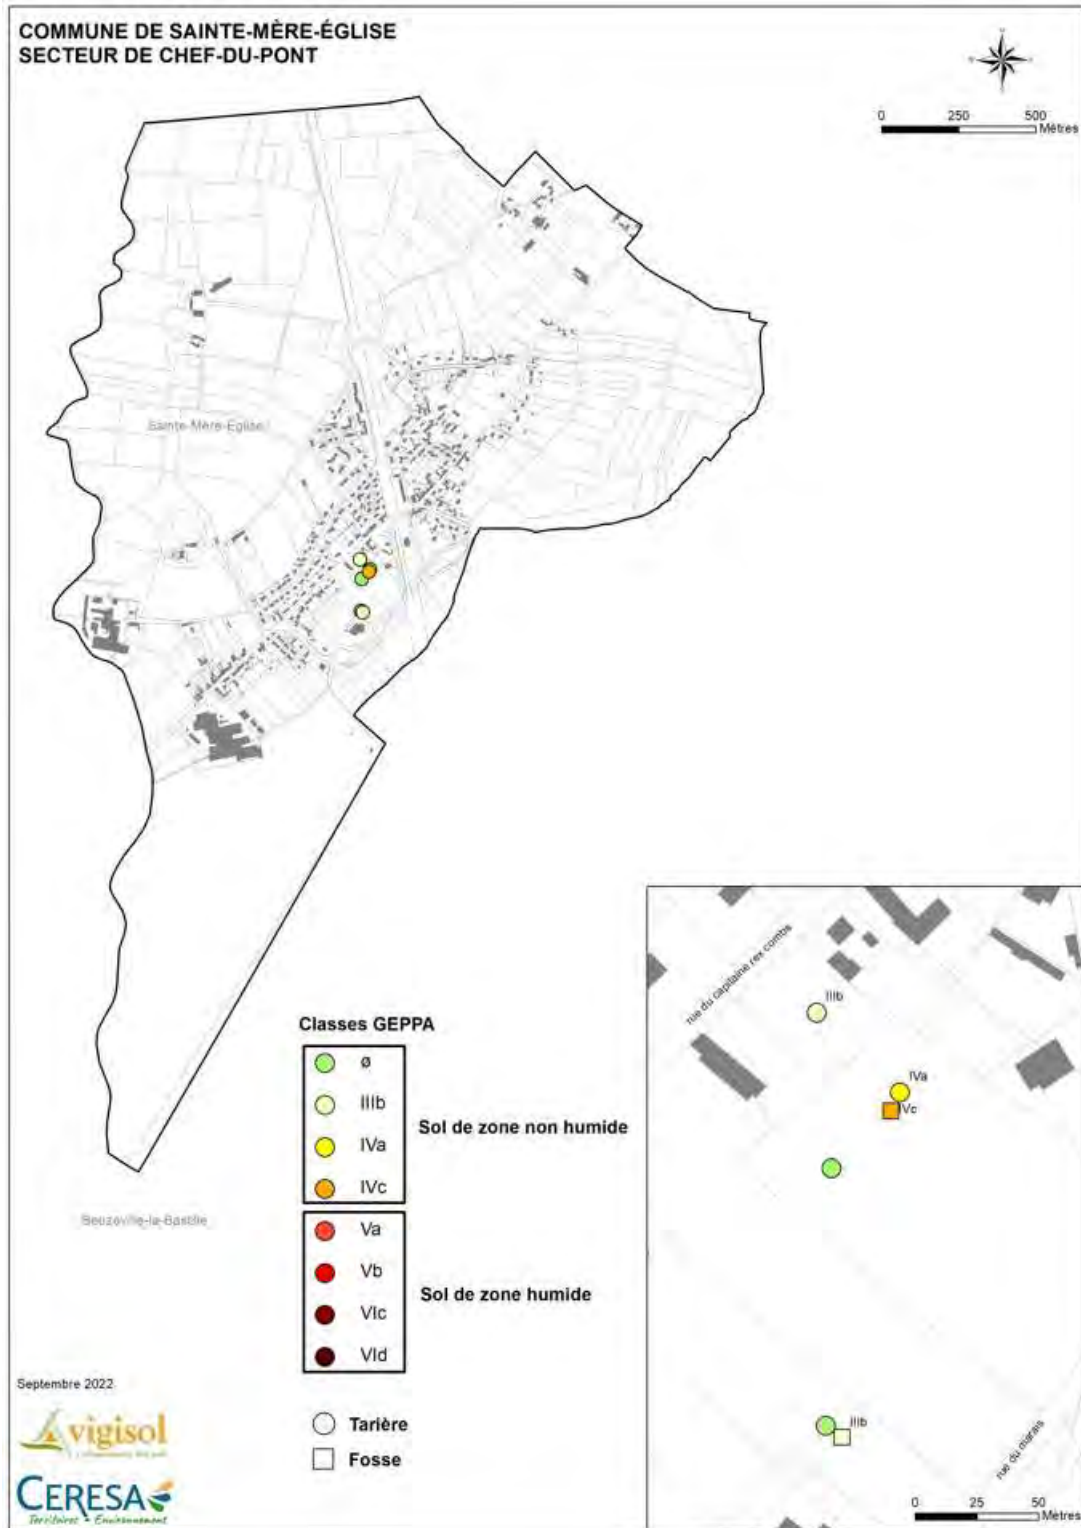 COMMUNE DE SAINTE-MÈRE-ÉGLISE
SECTEUR DE CHEF-DU-PONT
0 250 500
Mètres
Sainte-Mère-Eglise
Beuzeville-la-Bastille
Classes GEPPA
ø
IIIb
IVa
IVc
Sol de zone non humide
Va
Vb
VIc
VId
Sol de zone humide
Tarière
Fosse
Septembre 2022
vigisol
CERESA
Territoires & Environnement
rue du capitaine rex combs
IIIb
IVa
IVc
IIIb
rue du marais
0 25 50
Mètres